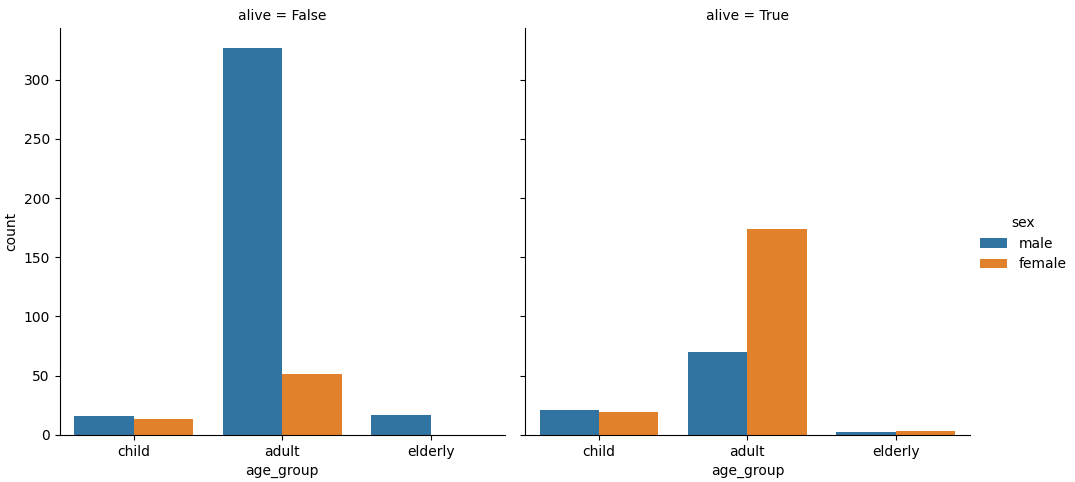 alive = False
alive = True
300
250
200
150
100
50
0
count
child adult elderly
age_group
child adult elderly
age_group
sex
male
female